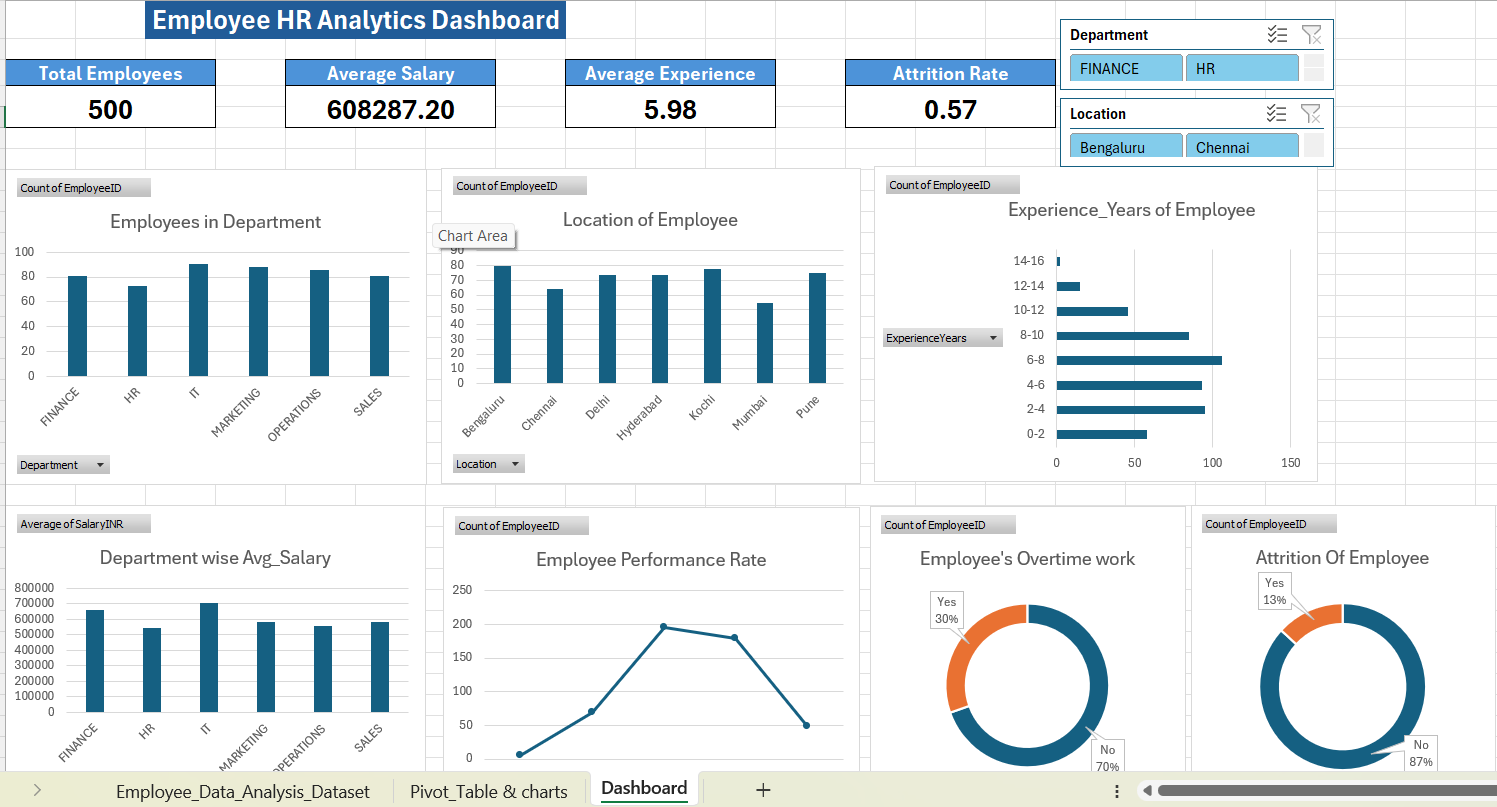 Employee HR Analytics Dashboard
Total Employees
500
Average Salary
608287.20
Average Experience
5.98
Attrition Rate
0.57
Department
FINANCE HR
Location
Bengaluru Chennai
Count of EmployeeID
Employees in Department
100
80
60
40
20
0
FINANCE HR IT MARKETING OPERATIONS SALES
Department
Count of EmployeeID
Location of Employee
Chart Area
90
80
70
60
50
40
30
20
10
0
Bengaluru Chennai Delhi Hyderabad Kochi Mumbai Pune
Location
Count of EmployeeID
Experience_Years of Employee
ExperienceYears
14-16
12-14
10-12
8-10
6-8
4-6
2-4
0-2
0 50 100 150
Average of SalaryINR
Department wise Avg_Salary
800000
700000
600000
500000
400000
300000
200000
100000
0
FINANCE HR IT MARKETING OPERATIONS SALES
Count of EmployeeID
Employee Performance Rate
250
200
150
100
50
0
Count of EmployeeID
Employee's Overtime work
Yes
30%
No
70%
Count of EmployeeID
Attrition Of Employee
Yes
13%
No
87%
Employee_Data_Analysis_Dataset Pivot_Table & charts Dashboard